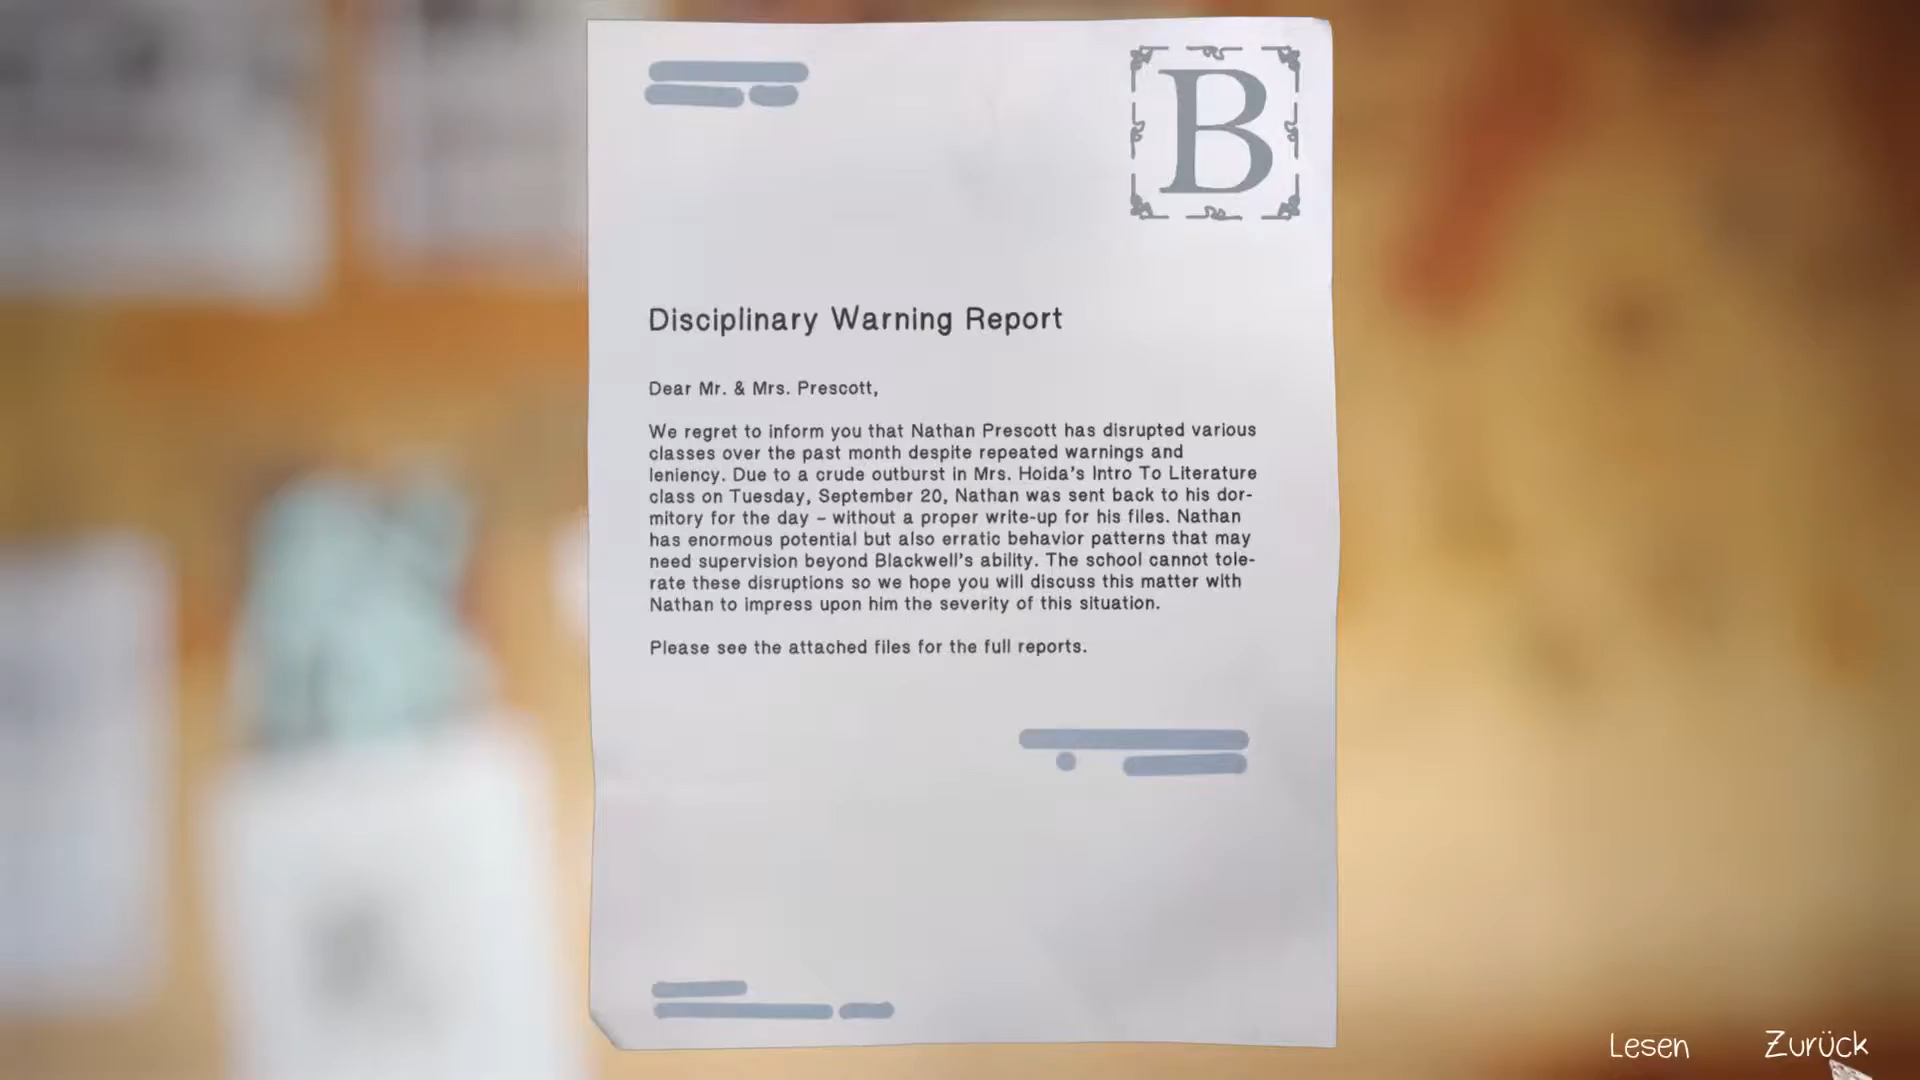 B
Disciplinary Warning Report
Dear Mr. & Mrs. Prescott,
We regret to inform you that Nathan Prescott has disrupted various
classes over the past month despite repeated warnings and
leniency. Due to a crude outburst in Mrs. Hoida's Intro To Literature
class on Tuesday, September 20, Nathan was sent back to his dor-
mitory for the day – without a proper write-up for his files. Nathan
has enormous potential but also erratic behavior patterns that may
need supervision beyond Blackwell's ability. The school cannot tole-
rate these disruptions so we hope you will discuss this matter with
Nathan to impress upon him the severity of this situation.
Please see the attached files for the full reports.
Lesen Zurück